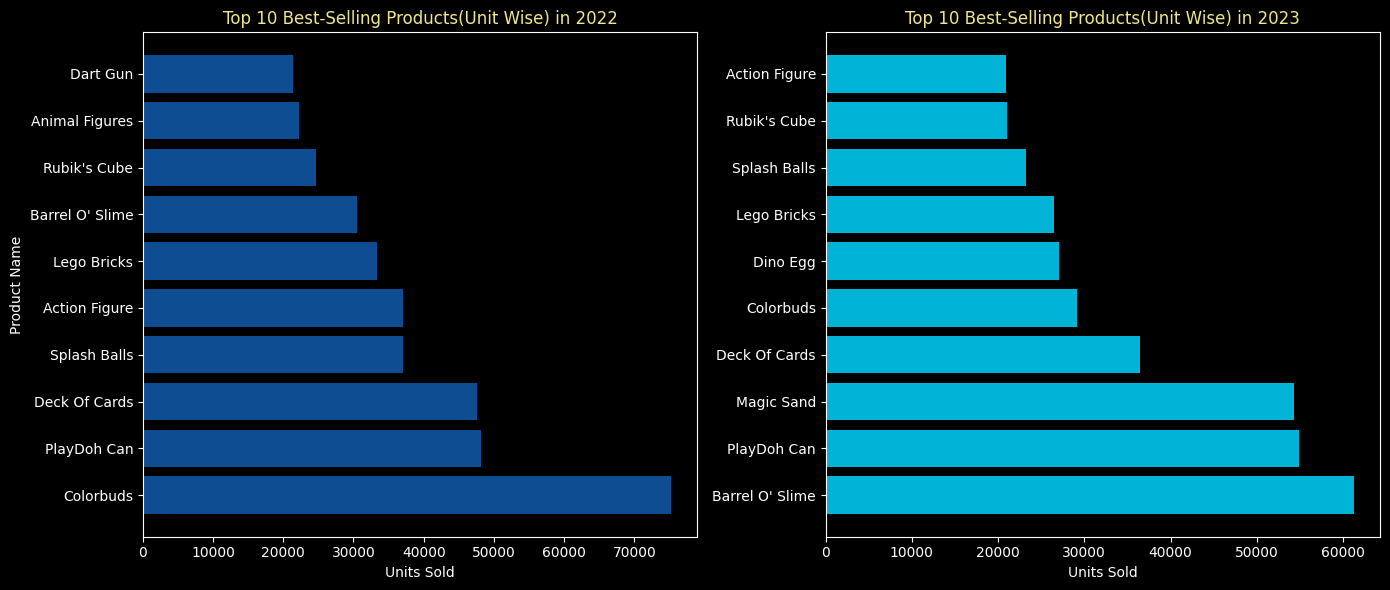 Top 10 Best-Selling Products(Unit Wise) in 2022
Product Name
Dart Gun
Animal Figures
Rubik's Cube
Barrel O' Slime
Lego Bricks
Action Figure
Splash Balls
Deck Of Cards
PlayDoh Can
Colorbuds
0 10000 20000 30000 40000 50000 60000 70000
Units Sold
Top 10 Best-Selling Products(Unit Wise) in 2023
Action Figure
Rubik's Cube
Splash Balls
Lego Bricks
Dino Egg
Colorbuds
Deck Of Cards
Magic Sand
PlayDoh Can
Barrel O' Slime
0 10000 20000 30000 40000 50000 60000
Units Sold